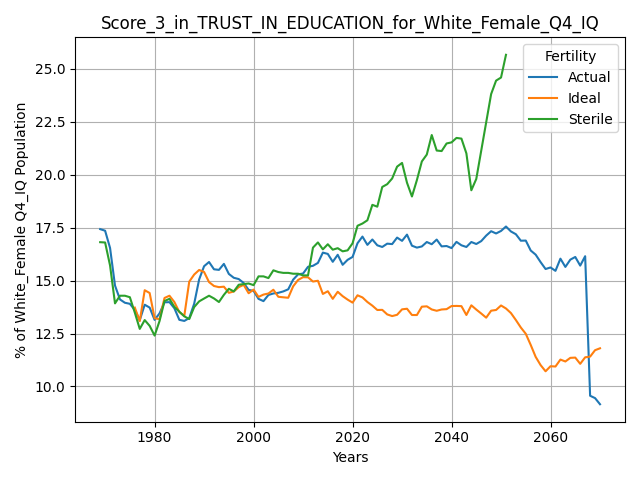 Score_3_in_TRUST_IN_EDUCATION_for_White_Female_Q4_IQ
% of White_Female Q4_IQ Population
25.0
22.5
20.0
17.5
15.0
12.5
10.0
Fertility
Actual
Ideal
Sterile
1980
2000
2020
2040
2060
Years